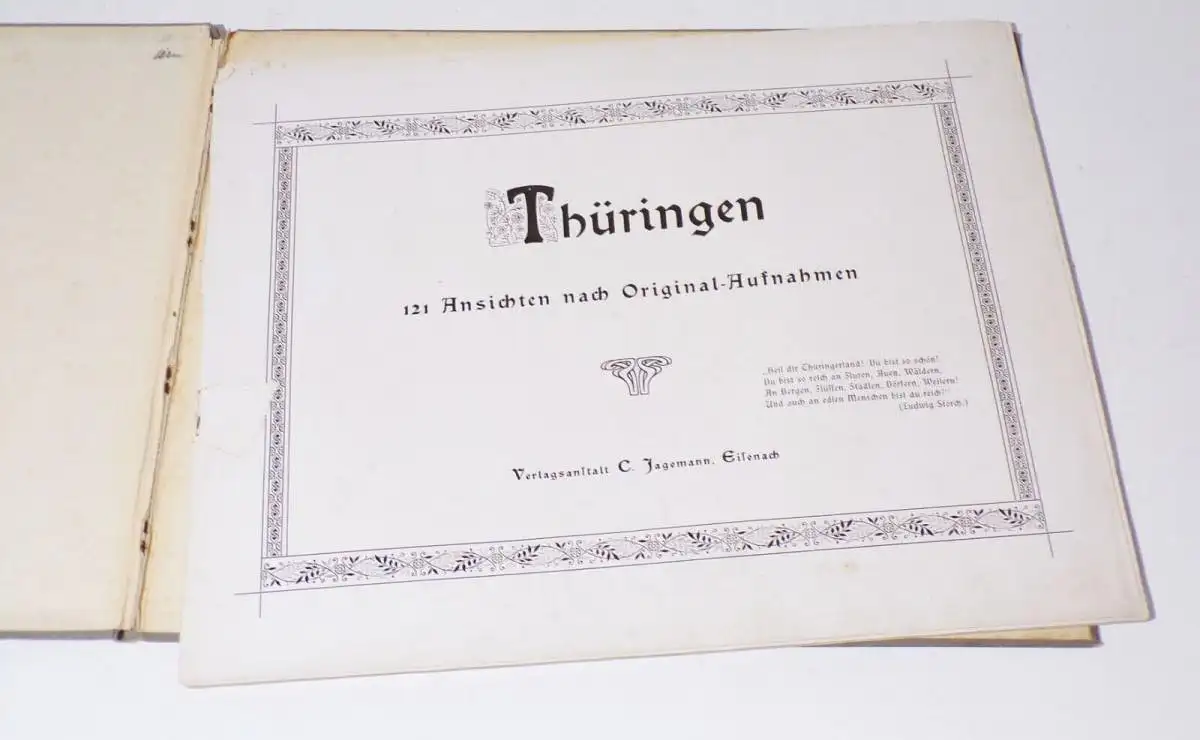 Thüringen
121 Ansichten nach Original-Aufnahmen
„Heil dir Thüringerland! Du bist so schön!
Du bist so reich an Fluren, Auen, Wäldern,
An Bergen, Flüſſen, Städten, Dörfern, Weilern!
Und auch an edlen Menſchen biſt du reich!“
(Ludwig Storch.)
Verlagsanſtalt C. Jagemann, Eiſenach